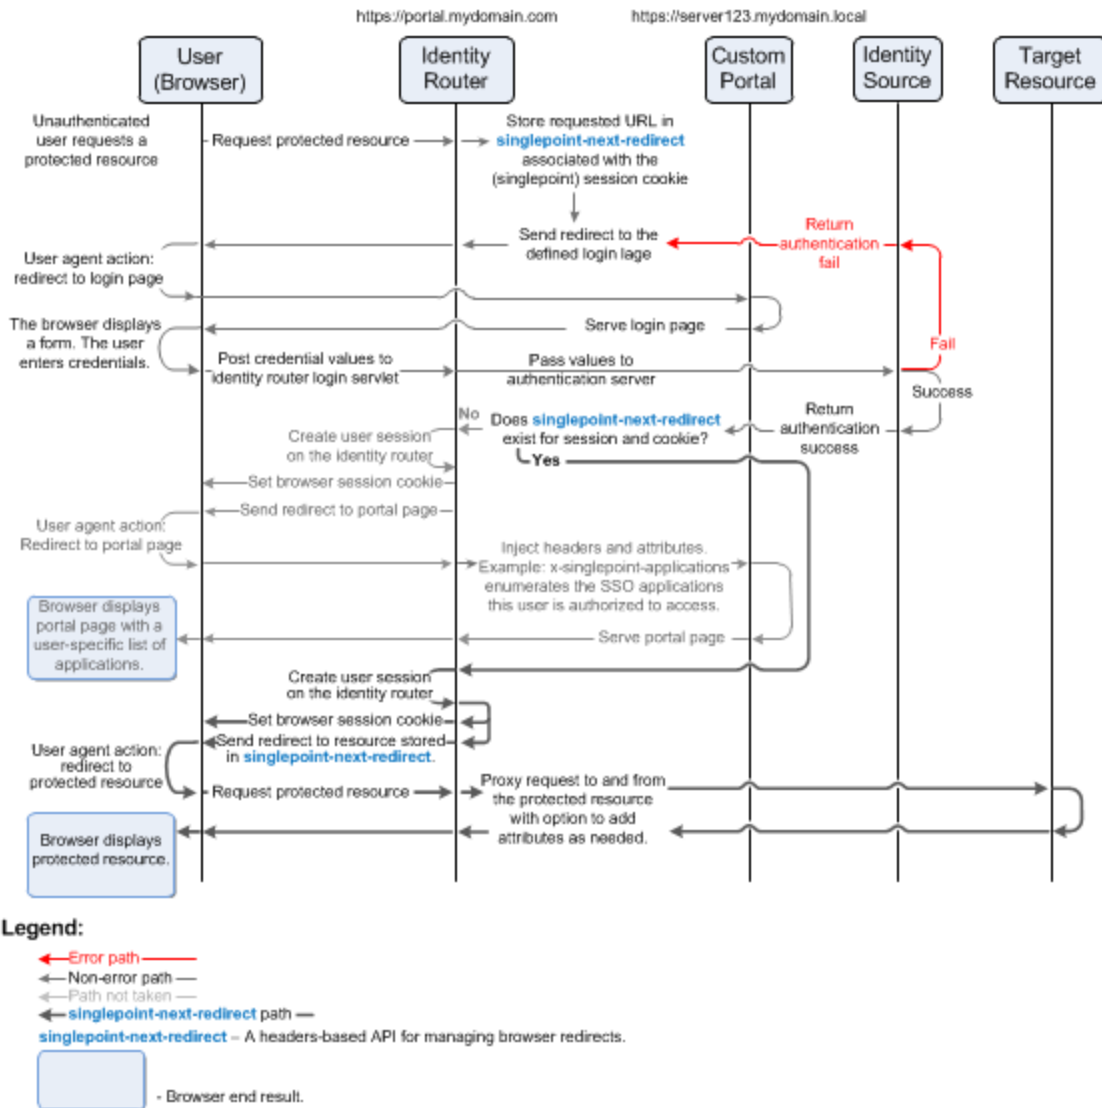 https://portal.mydomain.com
https://server123.mydomain.local
User
(Browser)
Identity
Router
Custom
Portal
Identity
Source
Target
Resource
Unauthenticated
user requests a
protected resource
Request protected resource
Store requested URL in
singlepoint-next-redirect
associated with the
(singlepoint) session cookie
Send redirect to the
defined login lage
Return
authentication
fail
User agent action:
redirect to login page
The browser displays
a form. The user
enters credentials.
Serve login page
Fail
Post credential values to
identity router login servlet
Pass values to
authentication server
Success
No
Does singlepoint-next-redirect
exist for session and cookie?
Yes
Return
authentication
success
Create user session
on the identity router
Set browser session cookie
Send redirect to portal page
User agent action:
Redirect to portal page
Inject headers and attributes.
Example: x-singlepoint-applications
enumerates the SSO applications
this user is authorized to access.
Browser displays
portal page with a
user-specific list of
applications.
Serve portal page
Create user session
on the identity router
Set browser session cookie
Send redirect to resource stored
in singlepoint-next-redirect.
User agent action:
redirect to
protected resource
Request protected resource
Proxy request to and from
the protected resource
with option to add
attributes as needed.
Browser displays
protected resource.
Legend:
Error path
Non-error path
Path not taken
singlepoint-next-redirect path
singlepoint-next-redirect – A headers-based API for managing browser redirects.
- Browser end result.